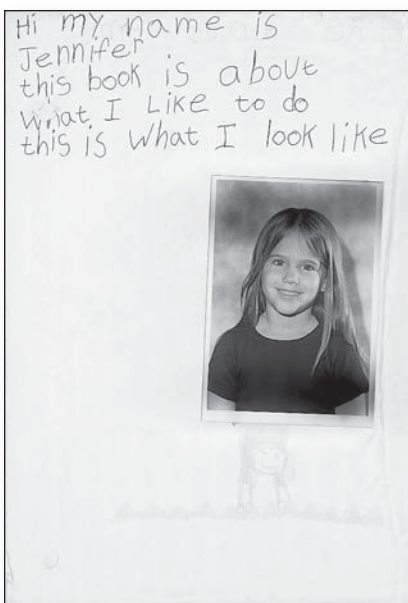 Hi my name is
Jennifer
this book is about
What I Like to do
this is What I look like